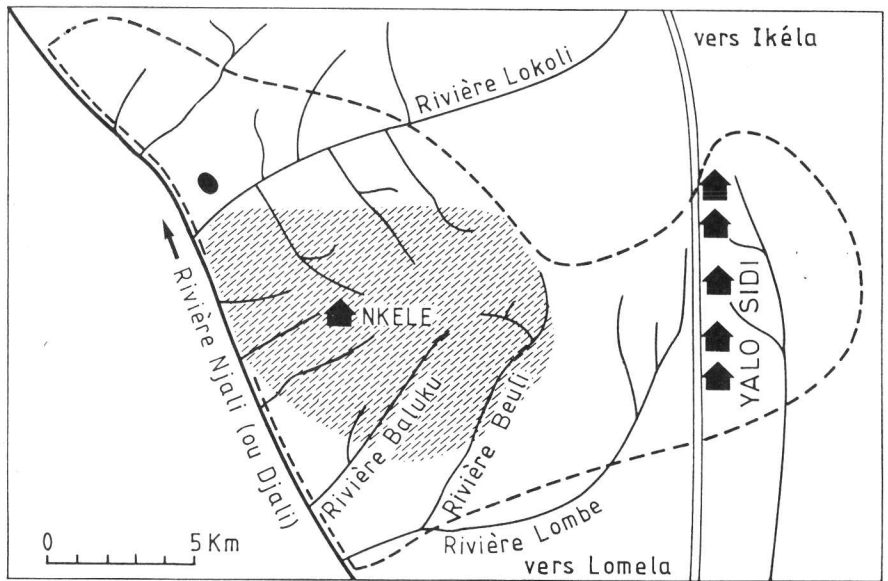 vers Ikéla
Rivière Lokoli
Rivière Njali (ou Djali)
NKELE
YALO SIDI
Rivière Baluku
Rivière Beuli
Rivière Lombe
0 5 Km
vers Lomela